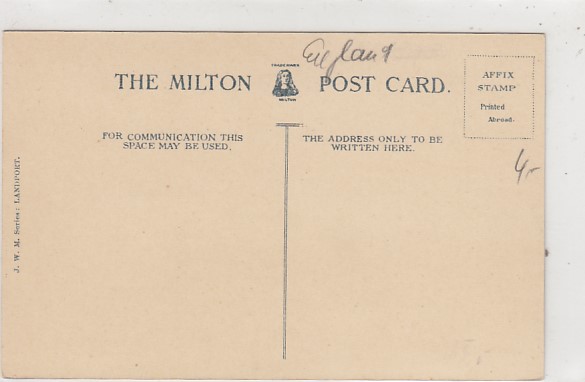 England
TRADE MARK
THE MILTON POST CARD.
MILTON
AFFIX
STAMP
Printed
Abroad.
FOR COMMUNICATION THIS
SPACE MAY BE USED.
THE ADDRESS ONLY TO BE
WRITTEN HERE.
4-
J. W. M. Series: LANDPORT.